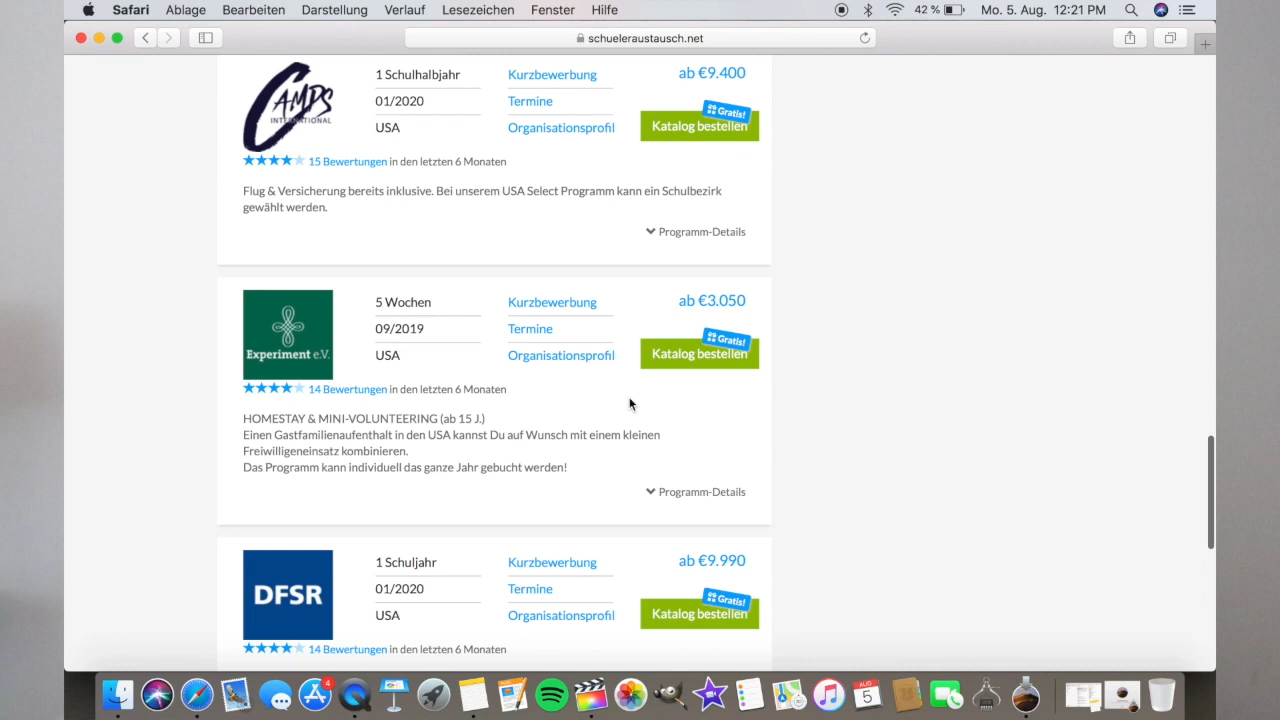 Safari Ablage Bearbeiten Darstellung Verlauf Lesezeichen Fenster Hilfe 42 % Mo. 5. Aug. 12:21 PM
schueleraustausch.net
CAMPS
INTERNATIONAL
1 Schulhalbjahr
01/2020
USA
Kurzbewerbung
Termine
Organisationsprofil
ab €9.400
Gratis!
Katalog bestellen
15 Bewertungen in den letzten 6 Monaten
Flug & Versicherung bereits inklusive. Bei unserem USA Select Programm kann ein Schulbezirk
gewählt werden.
Programm-Details
Experiment e.V.
5 Wochen
09/2019
USA
Kurzbewerbung
Termine
Organisationsprofil
ab €3.050
Gratis!
Katalog bestellen
14 Bewertungen in den letzten 6 Monaten
HOMESTAY & MINI-VOLUNTEERING (ab 15 J.)
Einen Gastfamilienaufenthalt in den USA kannst Du auf Wunsch mit einem kleinen
Freiwilligeneinsatz kombinieren.
Das Programm kann individuell das ganze Jahr gebucht werden!
Programm-Details
DFSR
1 Schuljahr
01/2020
USA
Kurzbewerbung
Termine
Organisationsprofil
ab €9.990
Gratis!
Katalog bestellen
14 Bewertungen in den letzten 6 Monaten
4
AUG
5